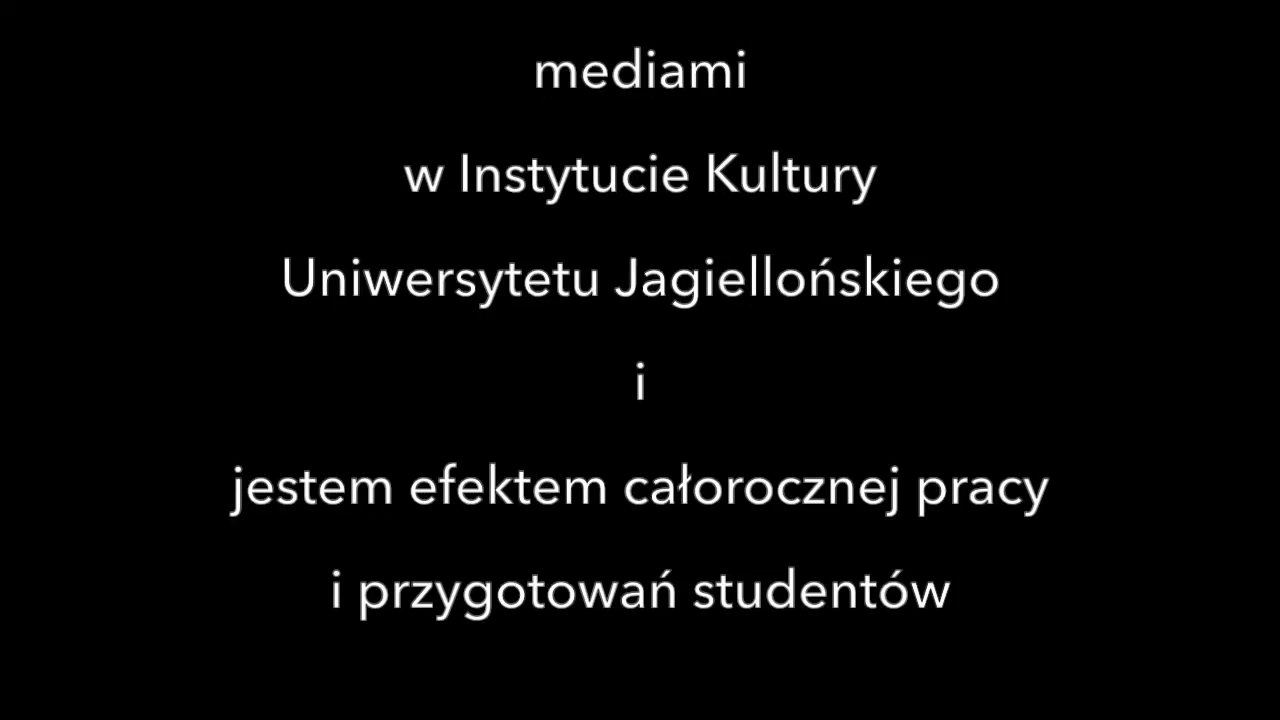 mediami
w Instytucie Kultury
Uniwersytetu Jagiellońskiego
i
jestem efektem całorocznej pracy
i przygotowań studentów